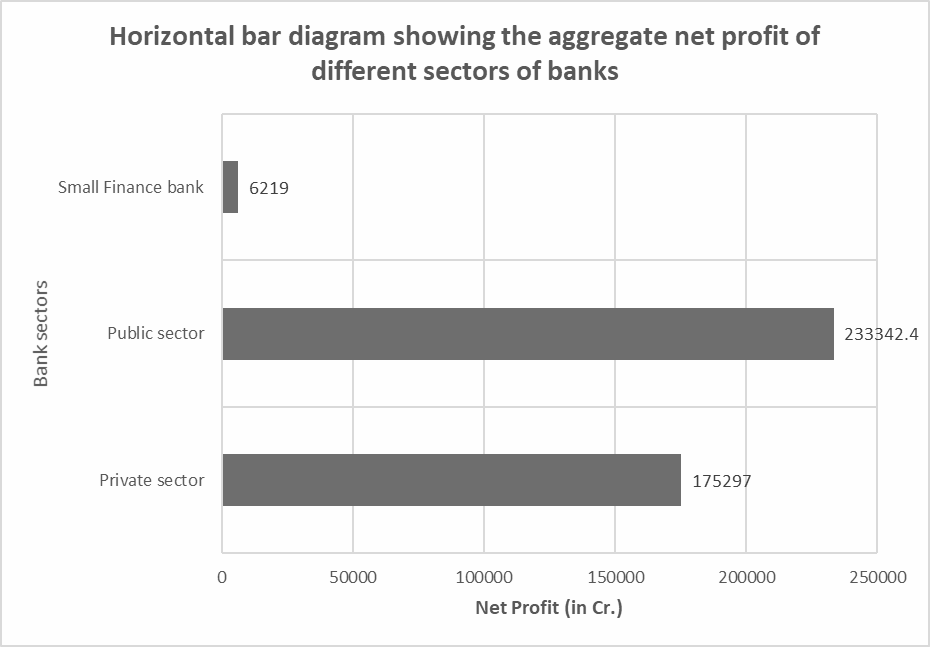 Horizontal bar diagram showing the aggregate net profit of
different sectors of banks
Small Finance bank
6219
Public sector
233342.4
Private sector
175297
Bank sectors
0 50000 100000 150000 200000 250000
Net Profit (in Cr.)